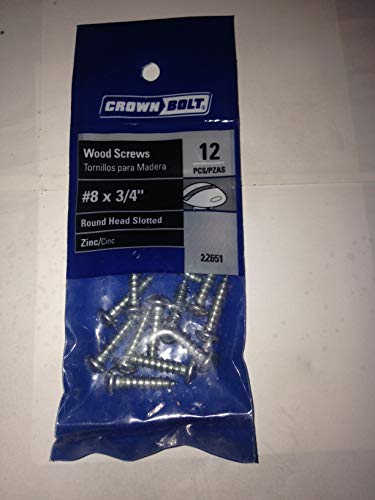 CROWN BOLT®
Wood Screws
Tornillos para Madera
12
PCS/PZAS
#8 x 3/4"
Round Head Slotted
Zinc/Cinc
22651